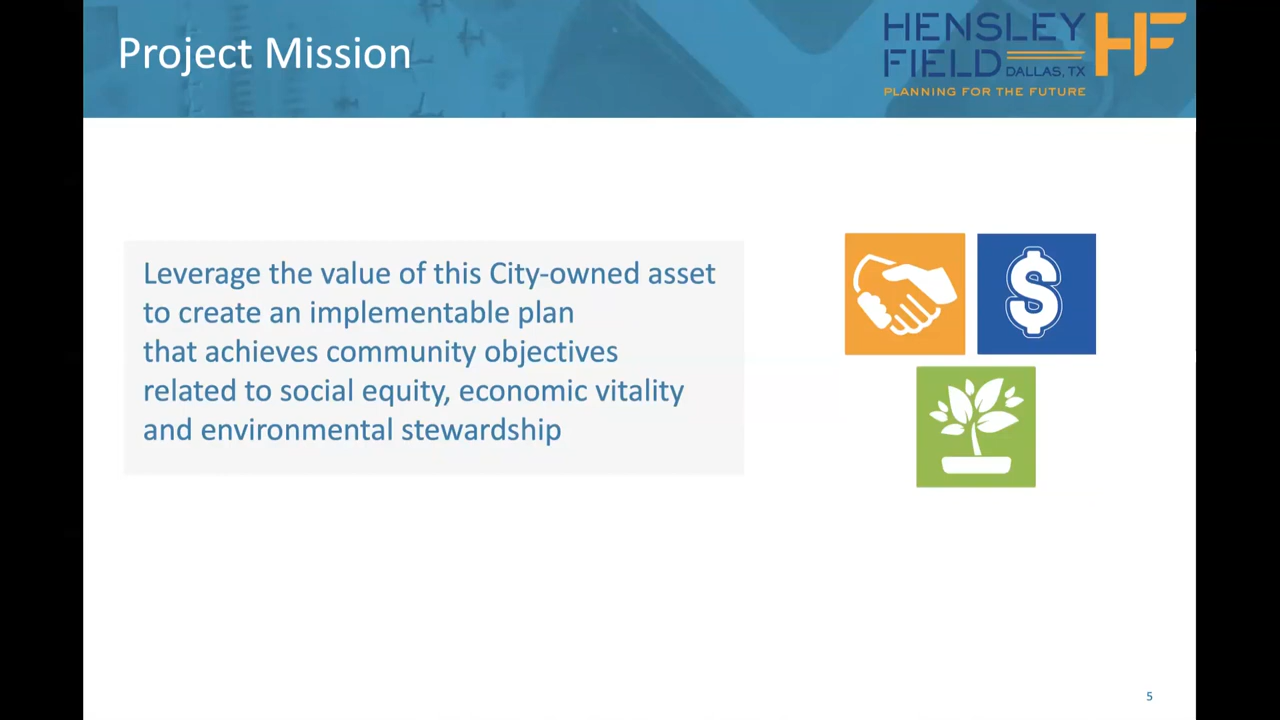 Project Mission
HENSLEY
FIELD DALLAS, TX
HF
PLANNING FOR THE FUTURE
Leverage the value of this City-owned asset
to create an implementable plan
that achieves community objectives
related to social equity, economic vitality
and environmental stewardship
$
5